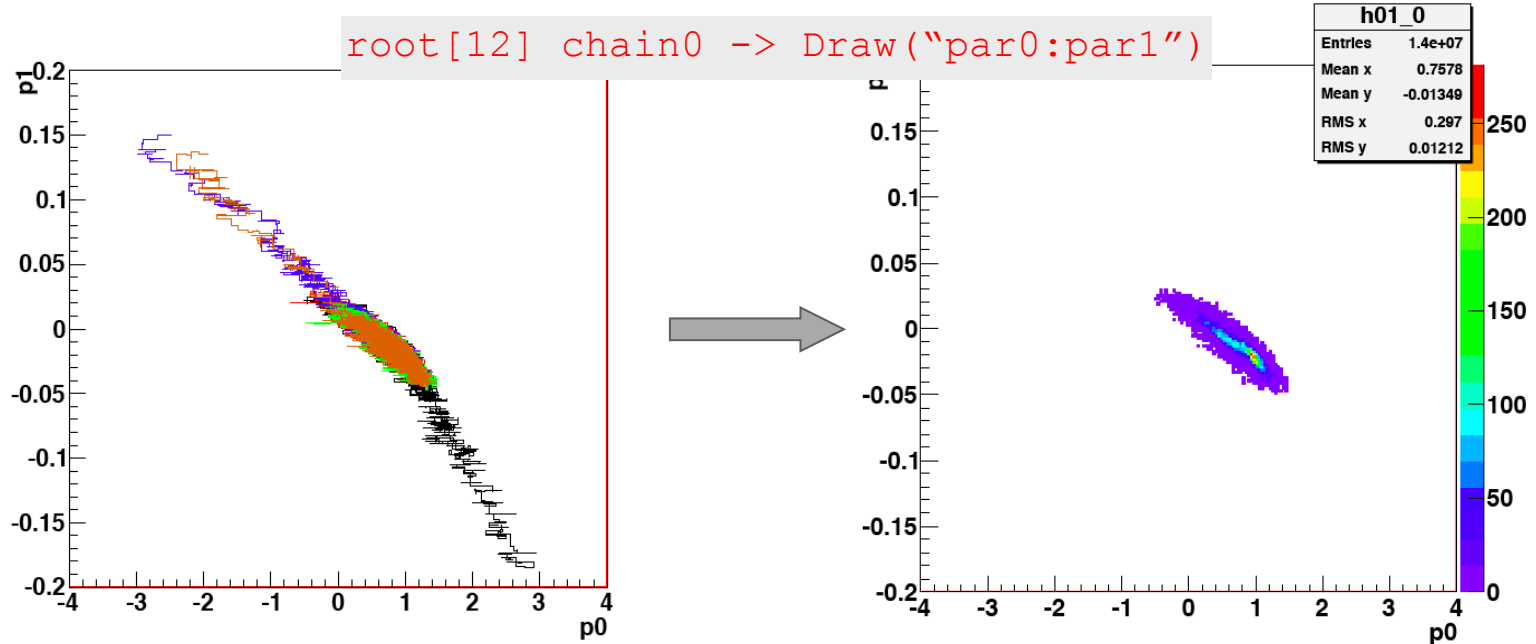 root[12] chain0 -> Draw(“par0:par1”)
p1
0.2
0.15
0.1
0.05
0
-0.05
-0.1
-0.15
-0.2
-4 -3 -2 -1 0 1 2 3 4
p0
h01_0
Entries 1.4e+07
Mean x 0.7578
Mean y -0.01349
RMS x 0.297
RMS y 0.01212
0.15
0.1
0.05
0
-0.05
-0.1
-0.15
-0.2
-4 -3 -2 -1 0 1 2 3 4
p0
250
200
150
100
50
0